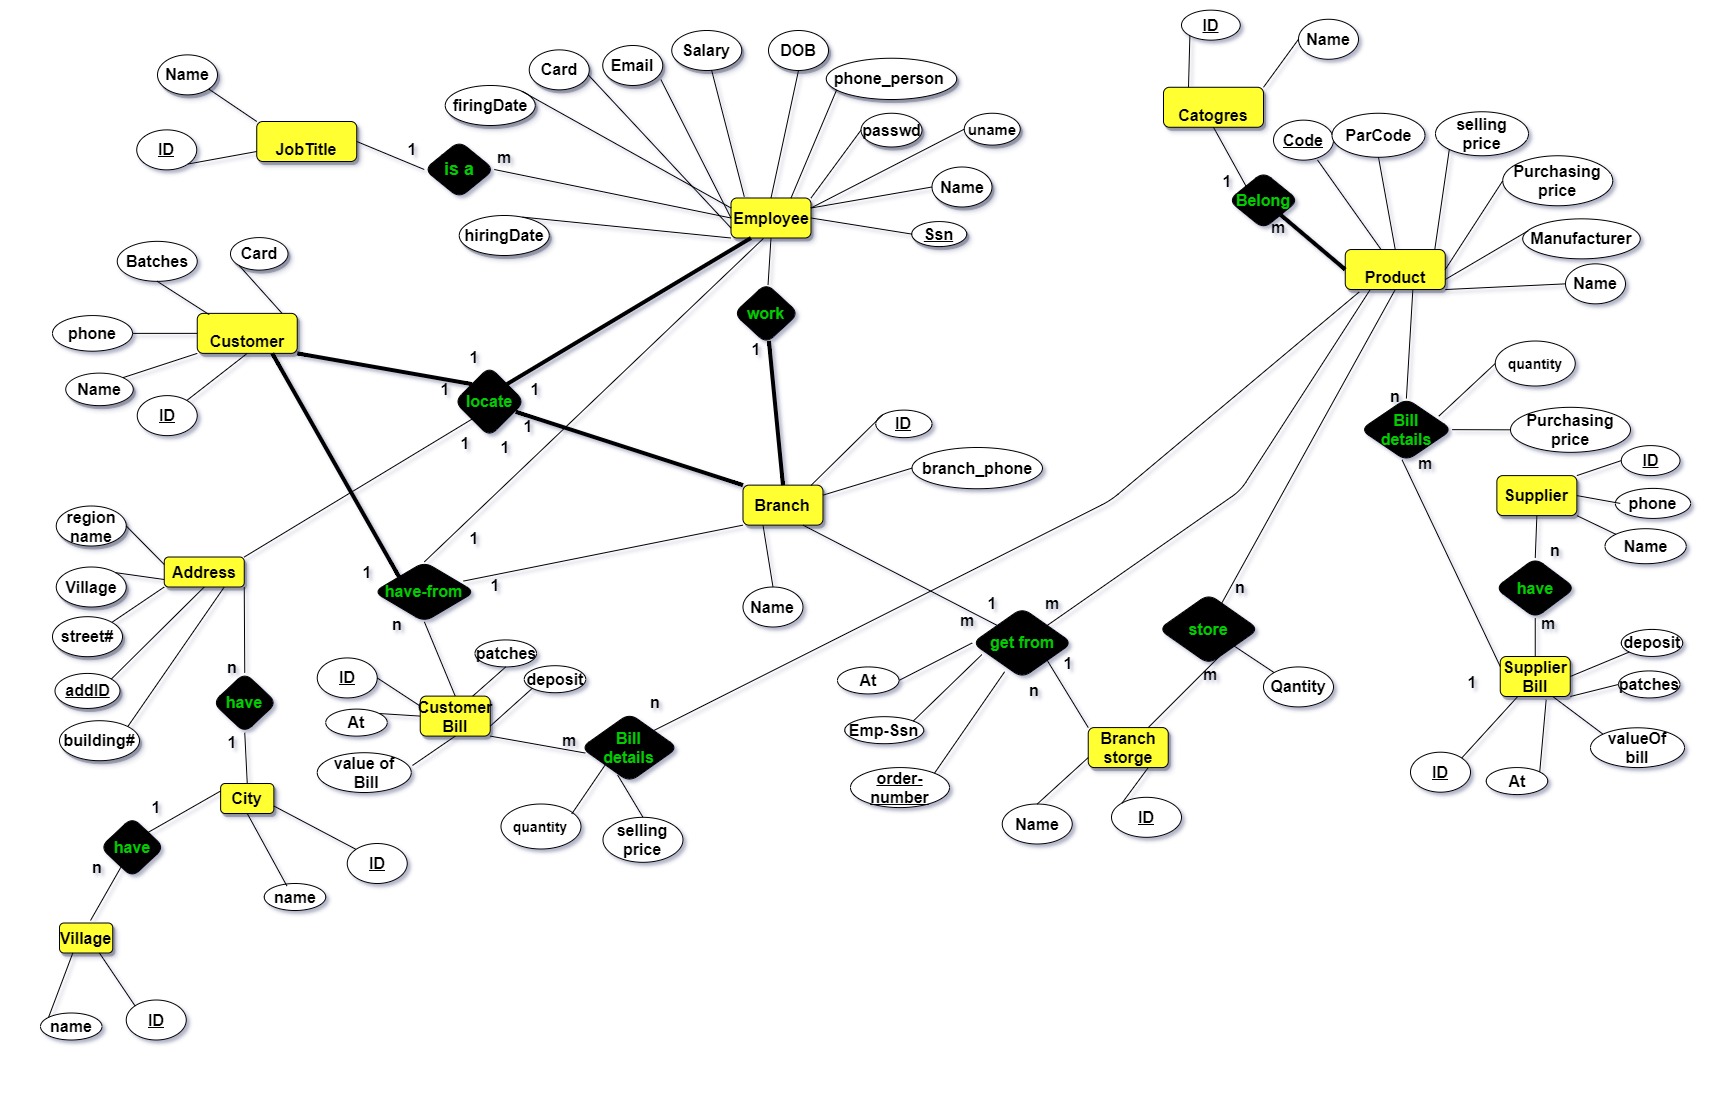 ID
Name
Name
ID
JobTitle
1
is a
m
firingDate
Card
Email
Salary
DOB
phone_person
passwd
uname
Name
Ssn
Employee
hiringDate
Catogres
1
Belong
m
Code
ParCode
selling
price
Purchasing
price
Manufacturer
Name
Product
Batches
Card
phone
Name
ID
Customer
work
1
1
1
1
locate
1
1
1
ID
branch_phone
Branch
Name
n
Bill
details
m
quantity
Purchasing
price
Supplier
ID
phone
Name
n
have
m
Supplier
Bill
1
deposit
patches
valueOf
bill
At
ID
region
name
Village
street#
addID
building#
Address
n
have
1
City
ID
name
1
have
n
Village
name
ID
1
1
have-from
1
n
ID
At
value of
Bill
patches
deposit
Customer
Bill
m
n
Bill
details
quantity
selling
price
1
m
m
get from
1
n
At
Emp-Ssn
order-
number
n
store
m
Qantity
Branch
storge
Name
ID